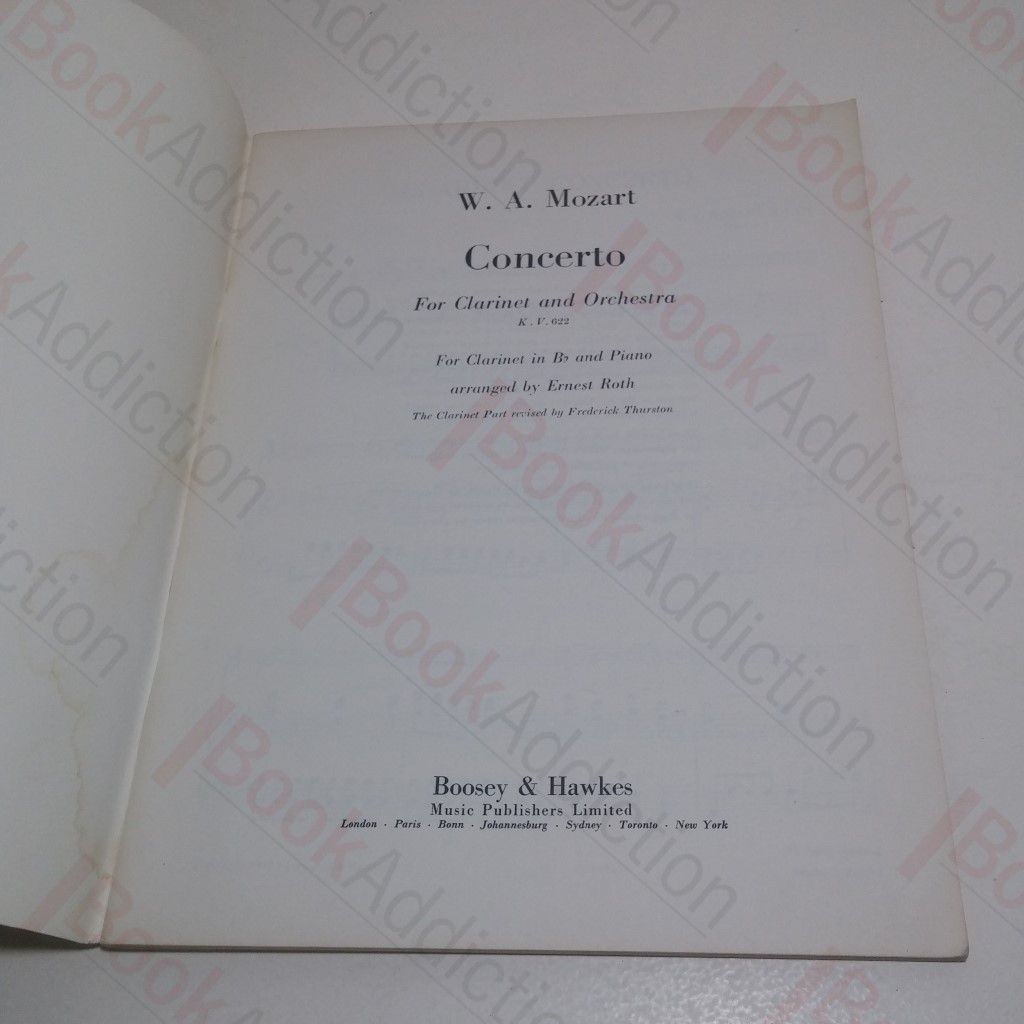 W. A. Mozart
Concerto
For Clarinet and Orchestra
K. V. 622
For Clarinet in B♭ and Piano
arranged by Ernest Roth
The Clarinet Part revised by Frederick Thurston
Boosey & Hawkes
Music Publishers Limited
London · Paris · Bonn · Johannesburg · Sydney · Toronto · New York
BookAddiction